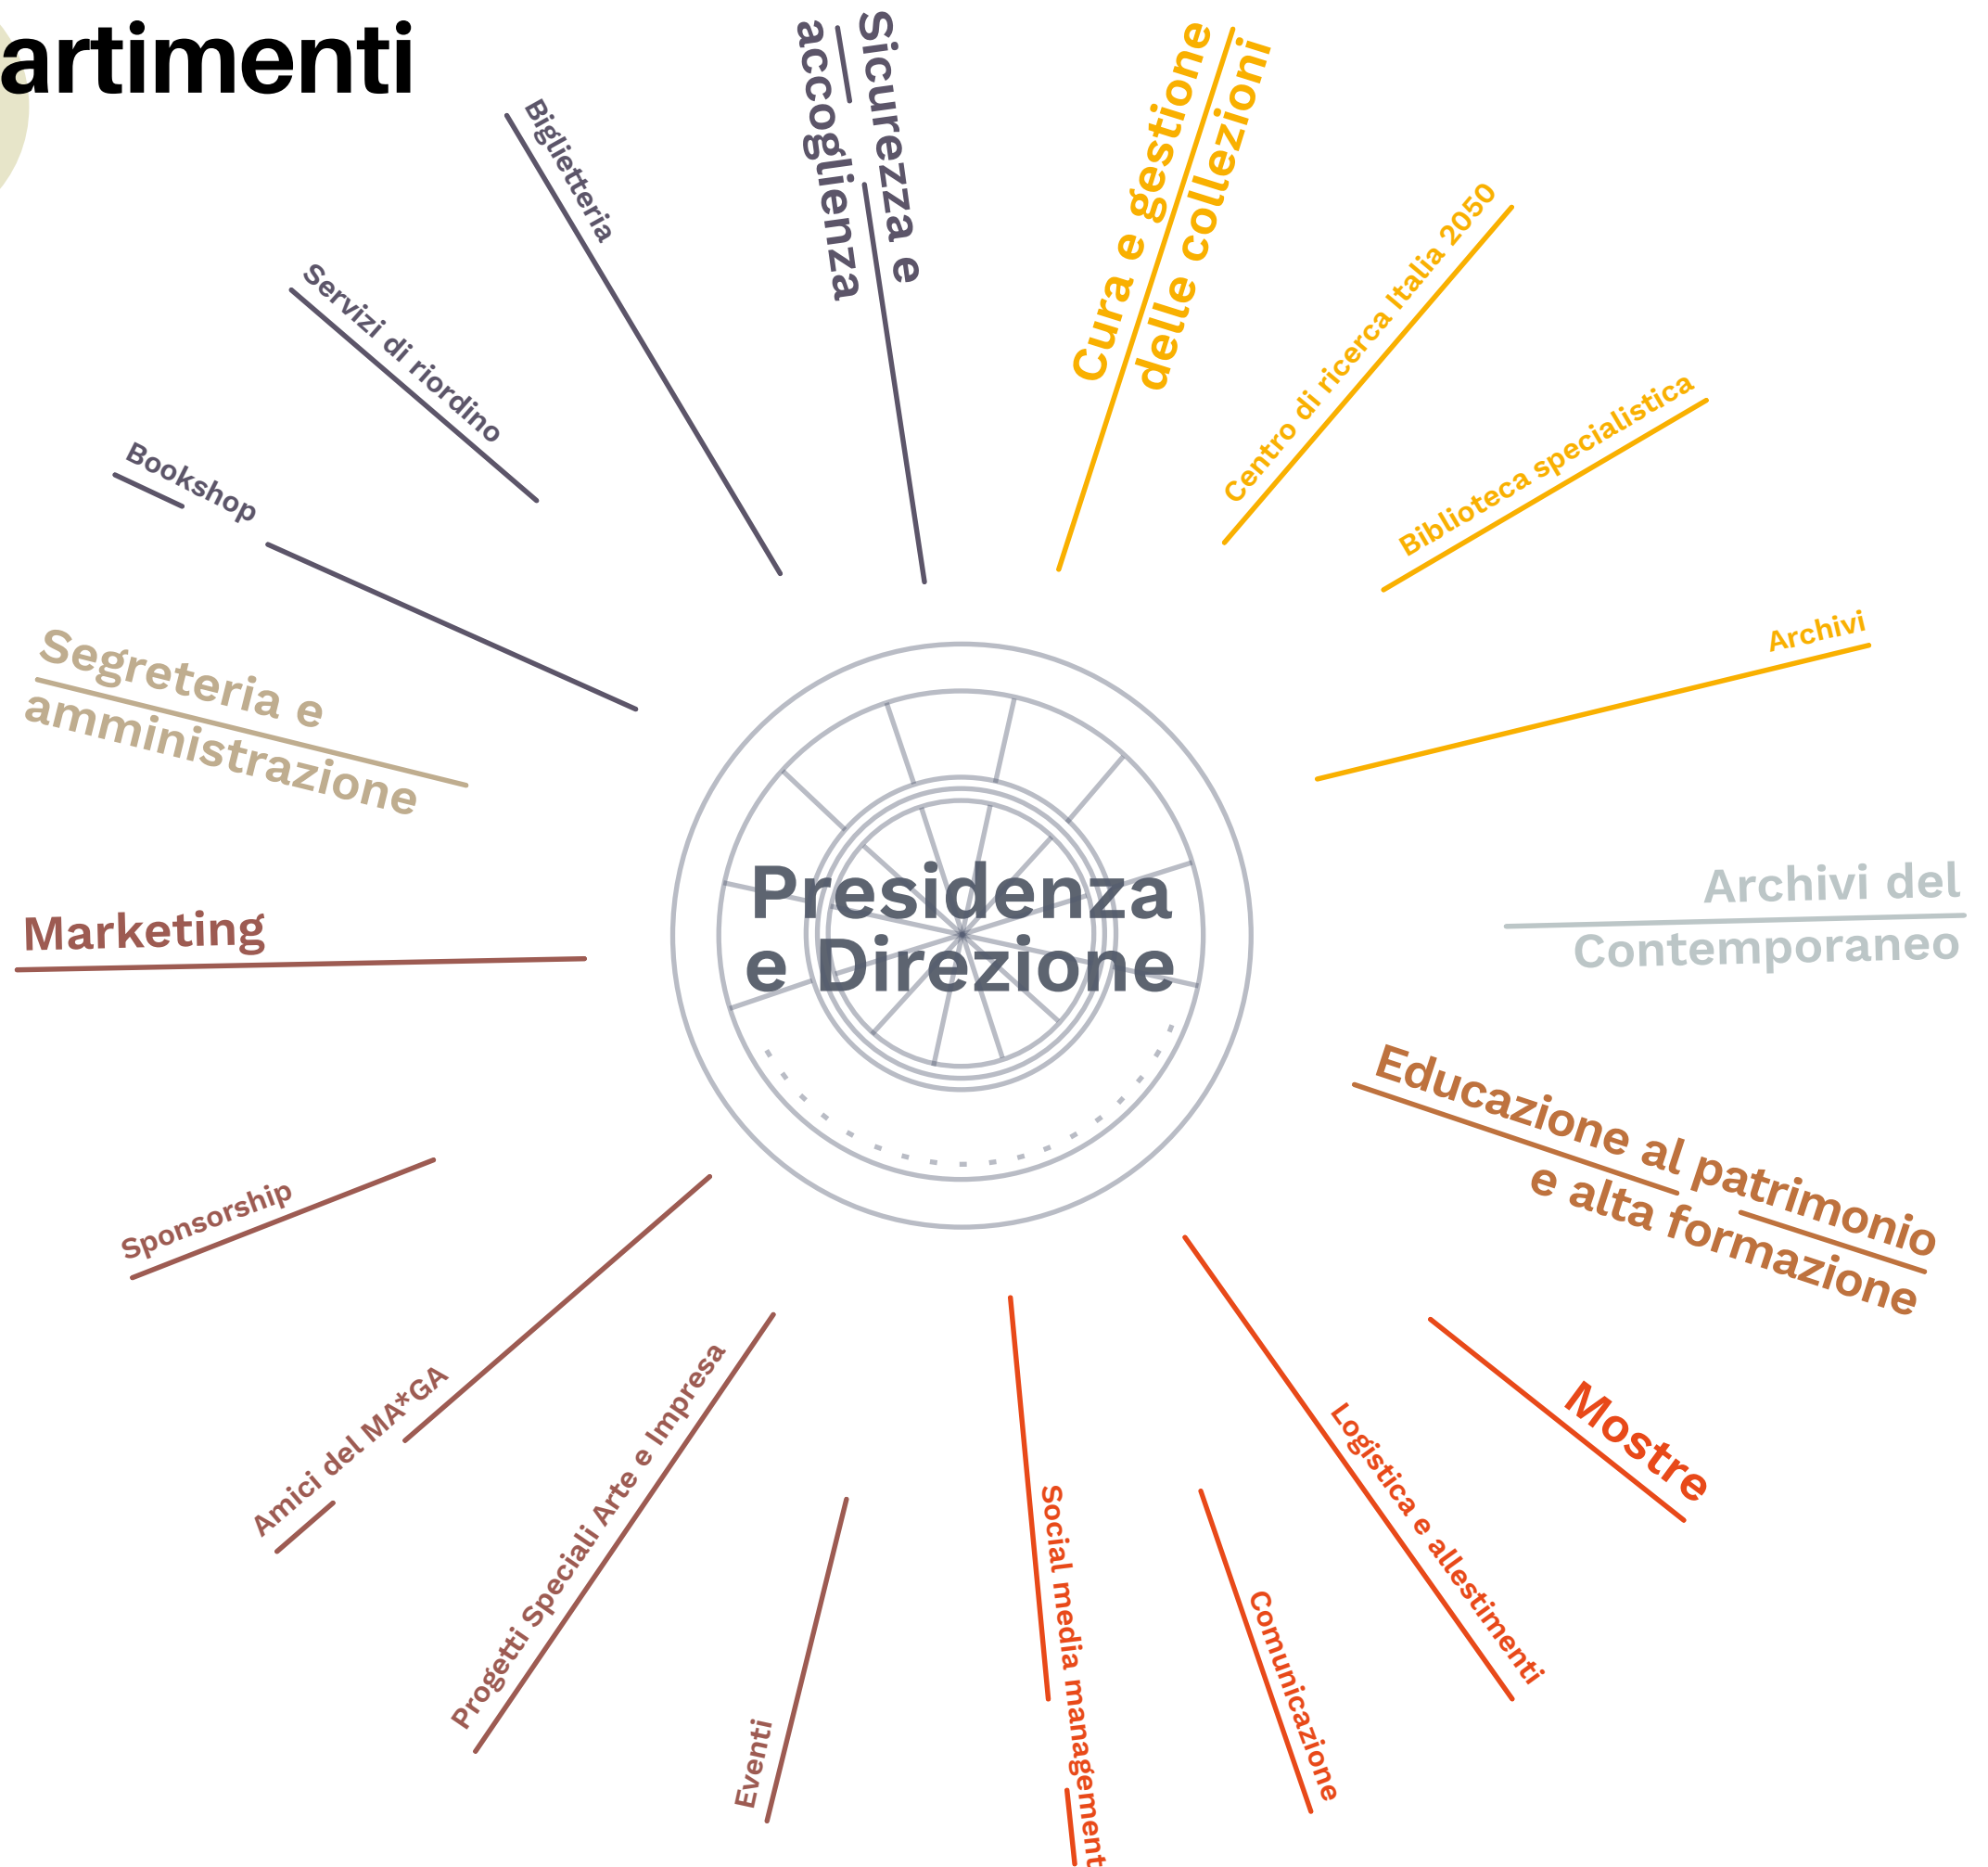 artimenti
Sicurezza e
accoglienza
Cura e gestione
delle collezioni
Centro di ricerca Italia 2050
Biblioteca specialistica
Archivi
Archivi del
Contemporaneo
Educazione al patrimonio
e alta formazione
Mostre
Logistica e allestimenti
Comunicazione
Social media management
Eventi
Progetti Speciali Arte e Impresa
Amici del MA*GA
Sponsorship
Marketing
Segreteria e
amministrazione
Bookshop
Servizi di riordino
Biglietteria
Presidenza
e Direzione